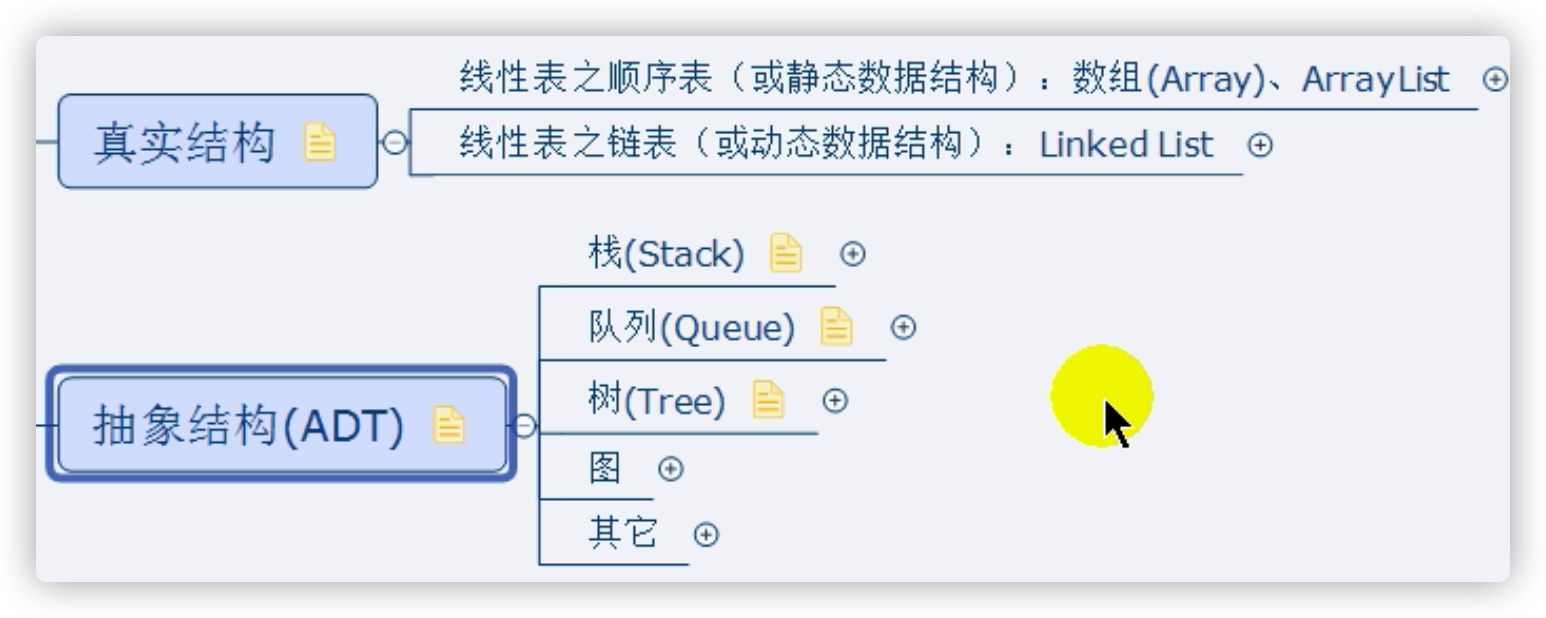 线性表之顺序表（或静态数据结构）：数组(Array)、ArrayList
真实结构
线性表之链表（或动态数据结构）：Linked List
栈(Stack)
队列(Queue)
树(Tree)
抽象结构(ADT)
图
其它